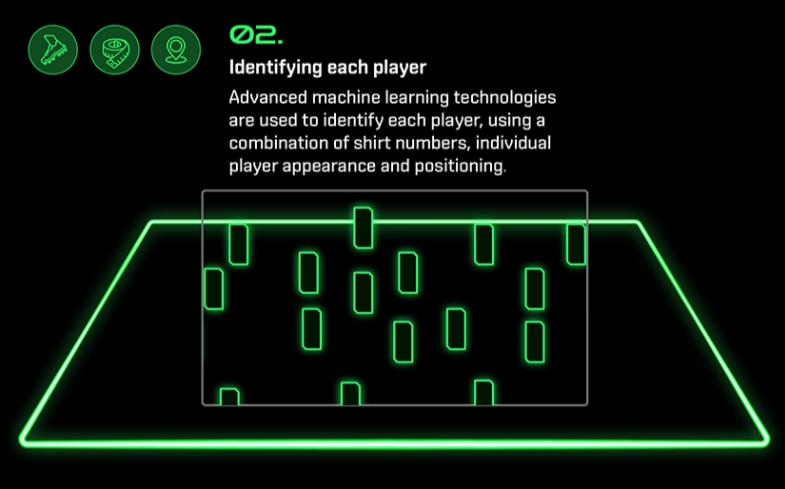 02.
Identifying each player
Advanced machine learning technologies
are used to identify each player, using a
combination of shirt numbers, individual
player appearance and positioning.